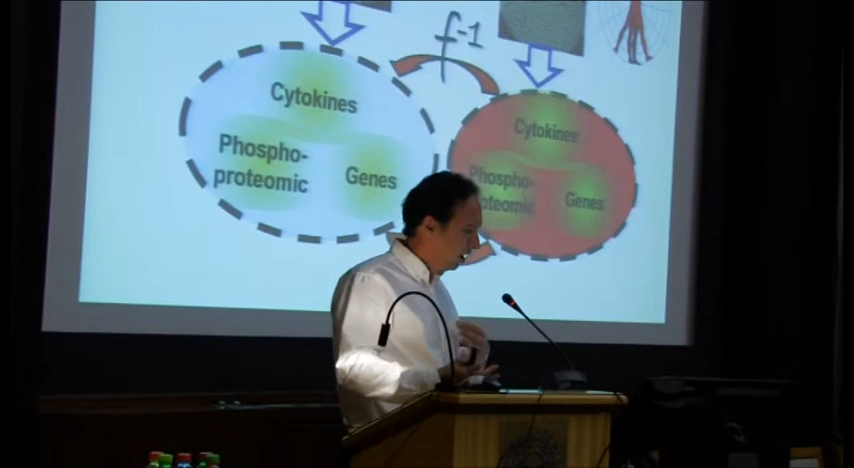 f-1
Cytokines
Phospho-
proteomic
Genes
Cytokines
Phospho-
proteomic
Genes